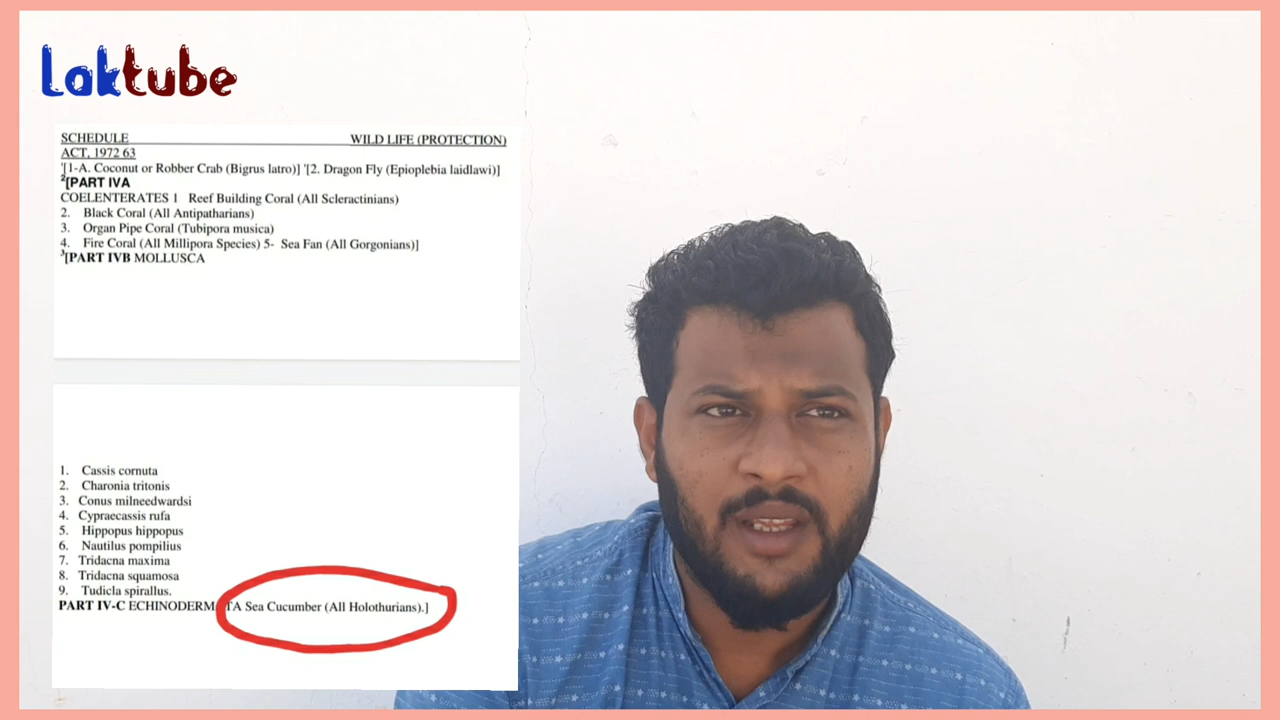 Laktube
SCHEDULE WILD LIFE (PROTECTION)
ACT, 1972 63
'[1-A. Coconut or Robber Crab (Bigrus latro)] '[2. Dragon Fly (Epioplebia laidlawi)]
2[PART IVA
COELENTERATES 1 Reef Building Coral (All Scleractinians)
2. Black Coral (All Antipatharians)
3. Organ Pipe Coral (Tubipora musica)
4. Fire Coral (All Millipora Species) 5- Sea Fan (All Gorgonians)]
3[PART IVB MOLLUSCA
1. Cassis cornuta
2. Charonia tritonis
3. Conus milneedwardsi
4. Cypraecassis rufa
5. Hippopus hippopus
6. Nautilus pompilius
7. Tridacna maxima
8. Tridacna squamosa
9. Tudicla spirallus.
PART IV-C ECHINODERMATA Sea Cucumber (All Holothurians).]